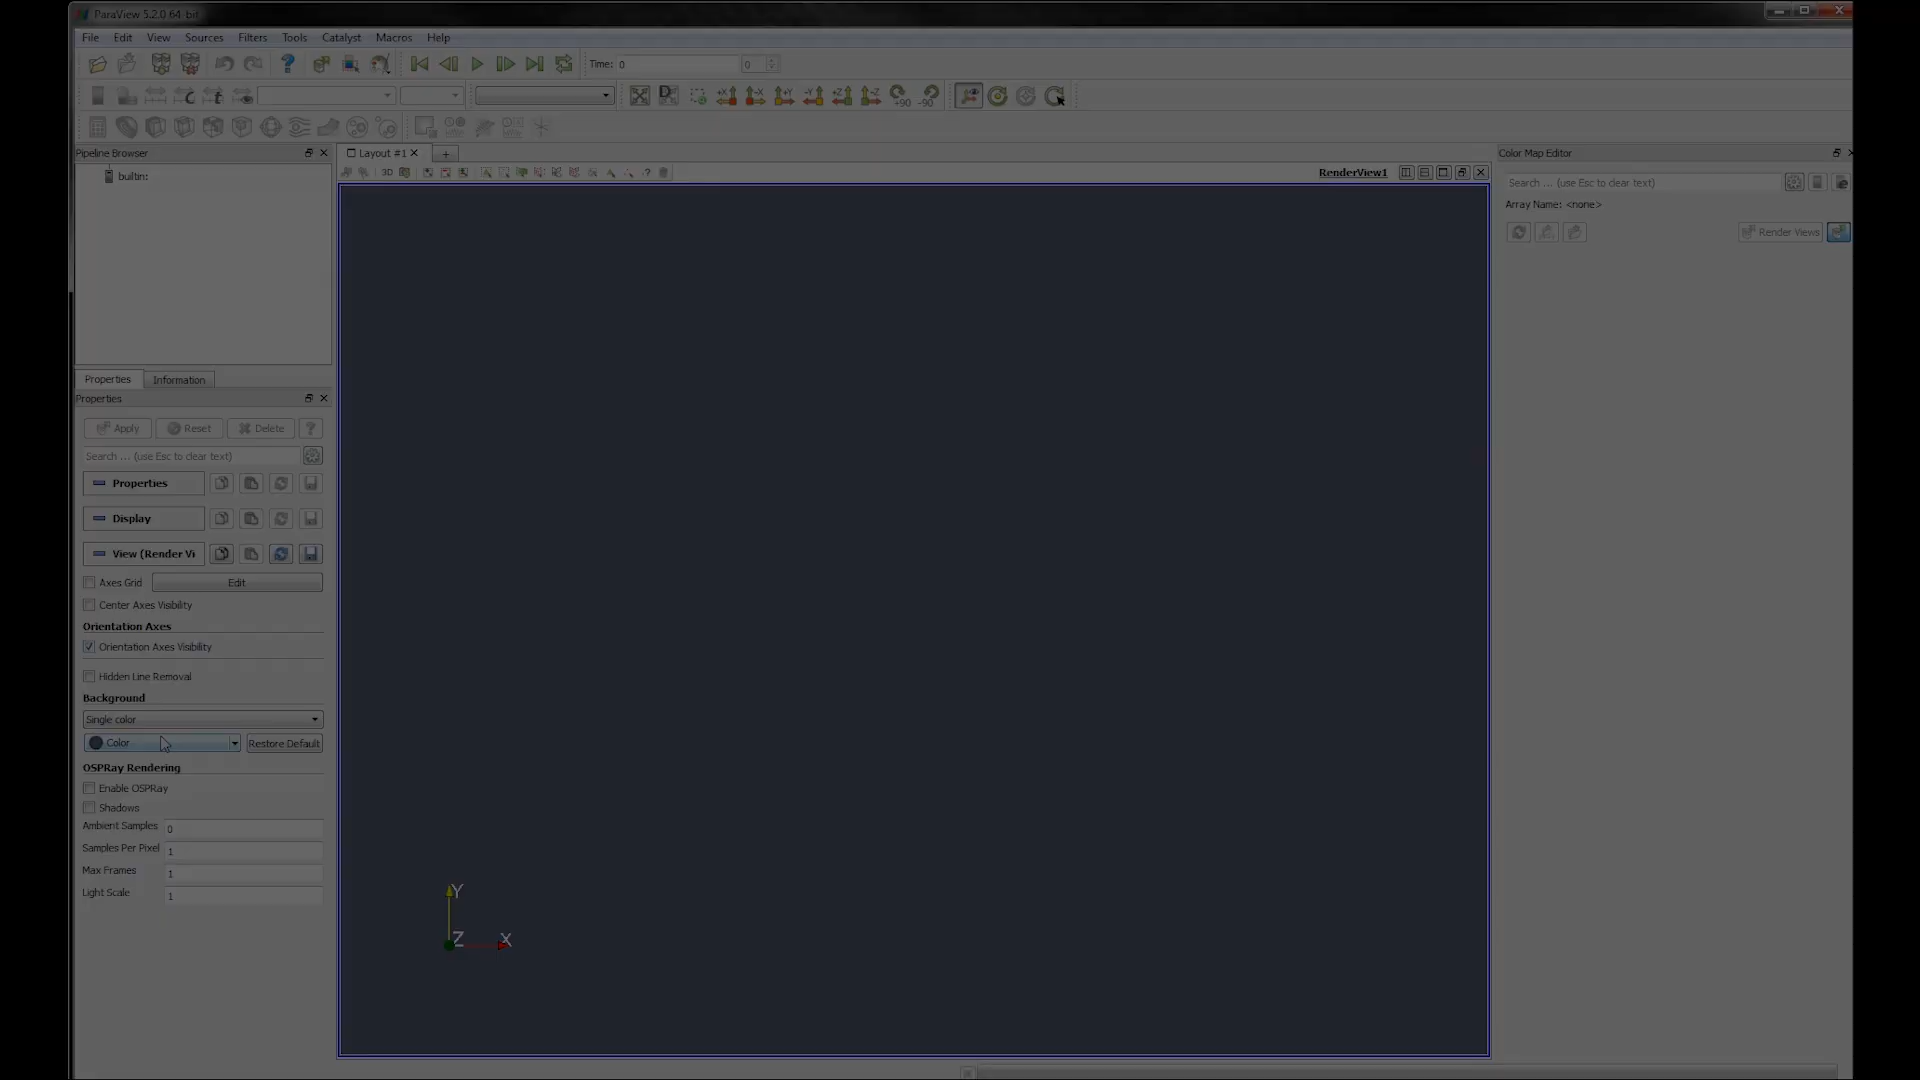 ParaView 5.2.0 64-bit
File Edit View Sources Filters Tools Catalyst Macros Help
Time: 0 0
C t D +X -X +Y -Y +Z -Z +90 -90
Pipeline Browser
Layout #1
Color Map Editor
builtin:
3D
RenderView1
Search ... (use Esc to clear text)
Array Name: <none>
Render Views
Properties Information
Properties
Apply Reset Delete ?
Search ... (use Esc to clear text)
Properties
Display
View (Render Vi
Axes Grid Edit
Center Axes Visibility
Orientation Axes
Orientation Axes Visibility
Hidden Line Removal
Background
Single color
Color Restore Default
OSPRay Rendering
Enable OSPRay
Shadows
Ambient Samples 0
Samples Per Pixel 1
Max Frames 1
Light Scale 1
Y
Z X